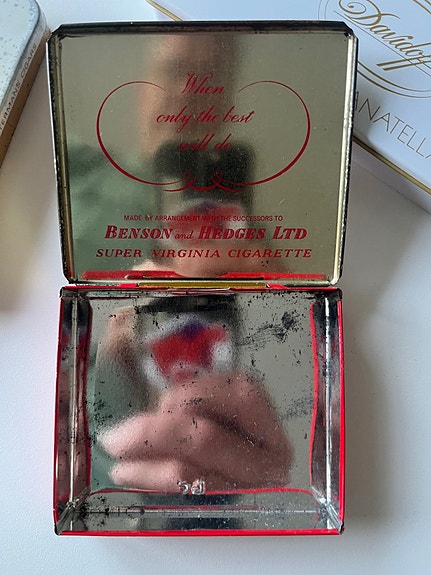 When
only the best
will do
MADE BY ARRANGEMENT WITH THE SUCCESSORS TO
BENSON and HEDGES LTD
SUPER VIRGINIA CIGARETTE
Davidoff